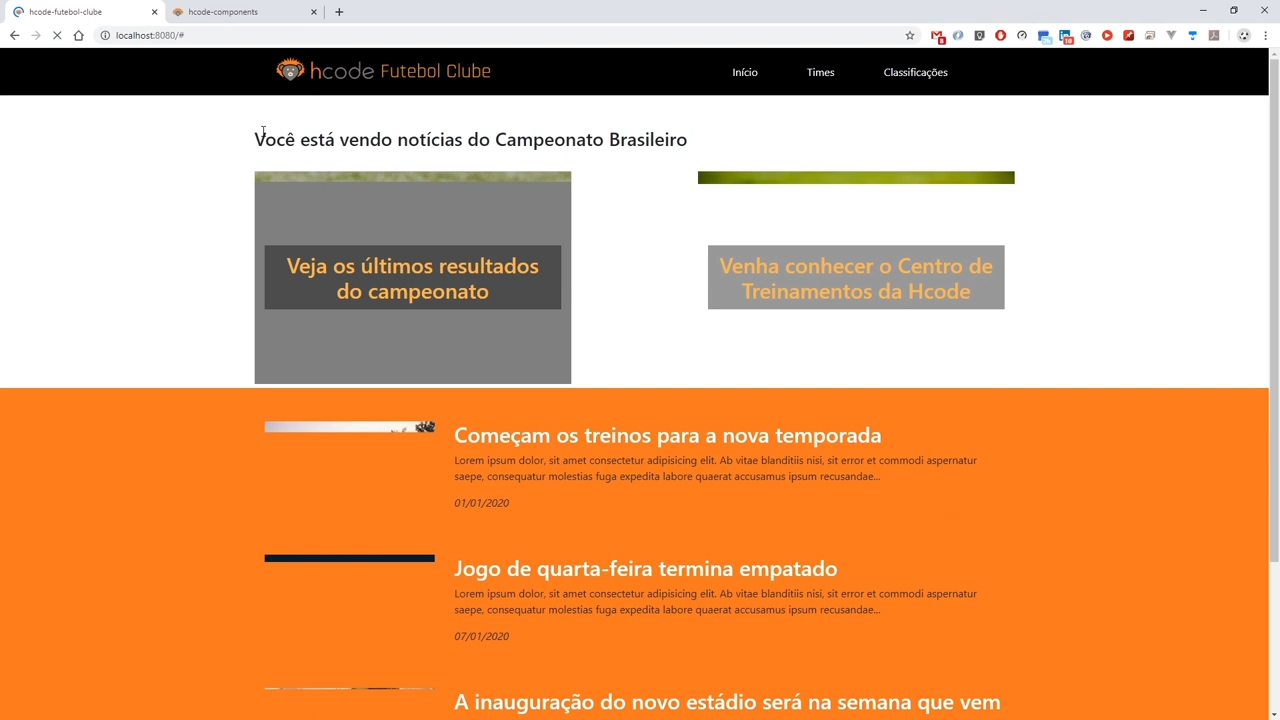 hcode-futebol-clube
hcode-components
localhost:8080/#
8
10
hcode Futebol Clube
Início
Times
Classificações
Você está vendo notícias do Campeonato Brasileiro
Veja os últimos resultados
do campeonato
Venha conhecer o Centro de
Treinamentos da Hcode
Começam os treinos para a nova temporada
Lorem ipsum dolor, sit amet consectetur adipisicing elit. Ab vitae blanditiis nisi, sit error et commodi aspernatur
saepe, consequatur molestias fuga expedita labore quaerat accusamus ipsum recusandae...
01/01/2020
Jogo de quarta-feira termina empatado
Lorem ipsum dolor, sit amet consectetur adipisicing elit. Ab vitae blanditiis nisi, sit error et commodi aspernatur
saepe, consequatur molestias fuga expedita labore quaerat accusamus ipsum recusandae...
07/01/2020
A inauguração do novo estádio será na semana que vem